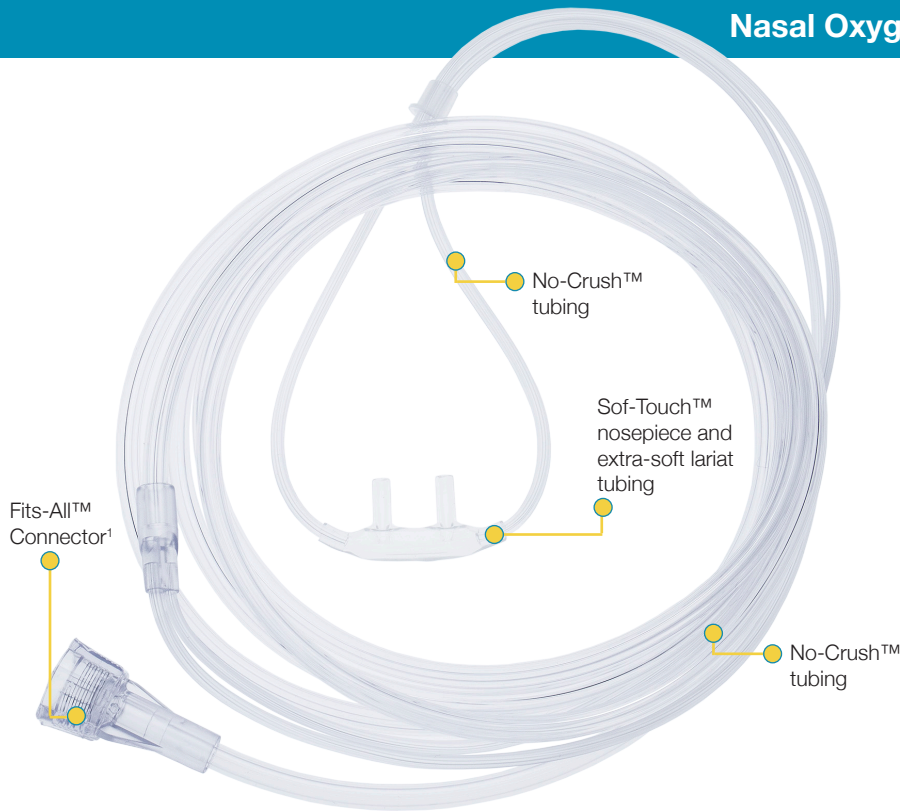 Nasal Oxyg
No-Crush™
tubing
Sof-Touch™
nosepiece and
extra-soft lariat
tubing
Fits-All™
Connector¹
No-Crush™
tubing